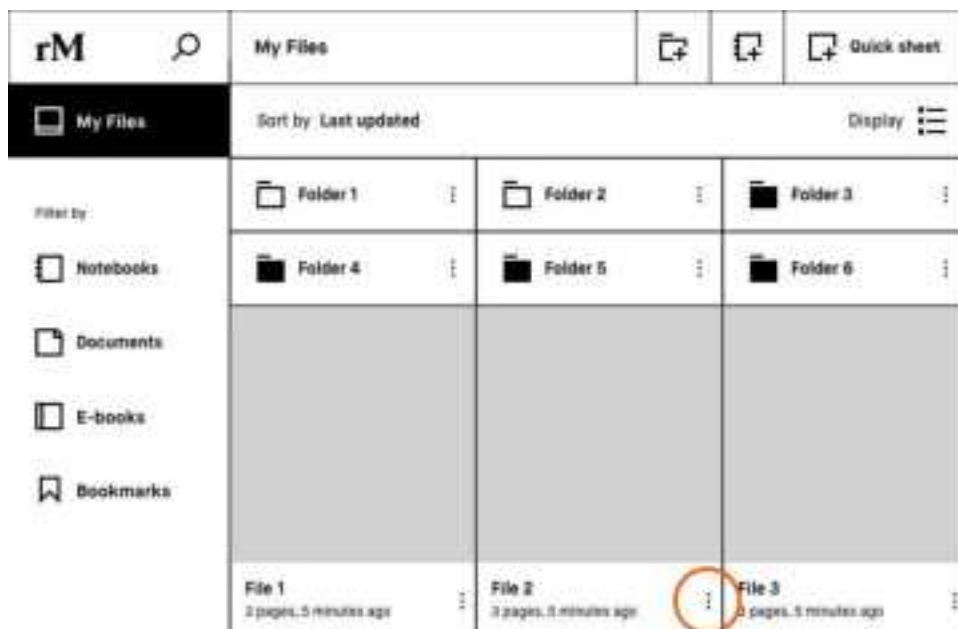 rM
My Files
Quick sheet
My Files
Sort by Last updated
Display
Filter by
Notebooks
Documents
E-books
Bookmarks
Folder 1
Folder 2
Folder 3
Folder 4
Folder 5
Folder 6
File 1
3 pages, 5 minutes ago
File 2
3 pages, 5 minutes ago
File 3
3 pages, 5 minutes ago